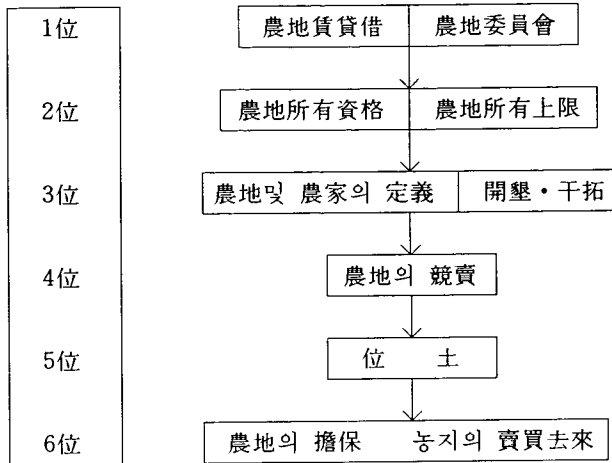 1位 農地賃貸借 農地委員會
2位 農地所有資格 農地所有上限
3位 農地및 農家의 定義 開墾・干拓
4位 農地의 競賣
5位 位 土
6位 農地의 擔保 농지의 賣買去來